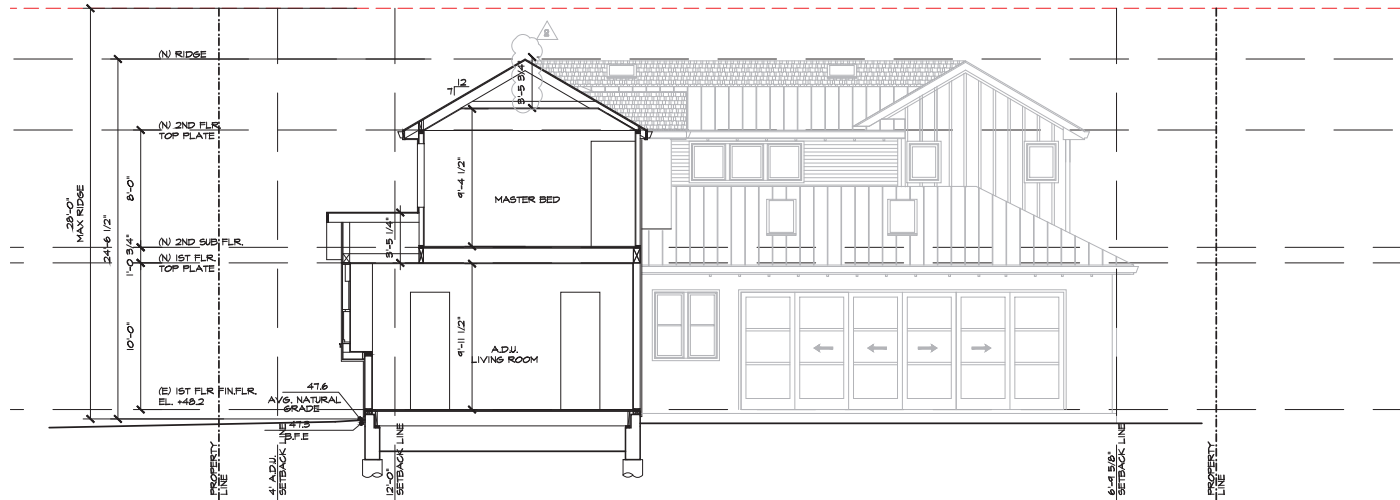 (N) RIDGE
12
7
3'-5 3/4"
(N) 2ND FLR.
TOP PLATE
28'-0"
MAX RIDGE
24'-6 1/2"
8'-0"
9'-4 1/2"
MASTER BED
3'-5 1/4"
1'-0 3/4"
(N) 2ND SUB FLR.
(N) 1ST FLR.
TOP PLATE
10'-0"
9'-11 1/2"
A.D.U.
LIVING ROOM
(E) 1ST FLR FIN.FLR.
EL. +48.2
47.6
AVG. NATURAL
GRADE
47.3
B.F.E
PROPERTY
LINE
4' A.D.U.
SETBACK LINE
12'-0"
SETBACK LINE
6'-9 5/8"
SETBACK LINE
PROPERTY
LINE